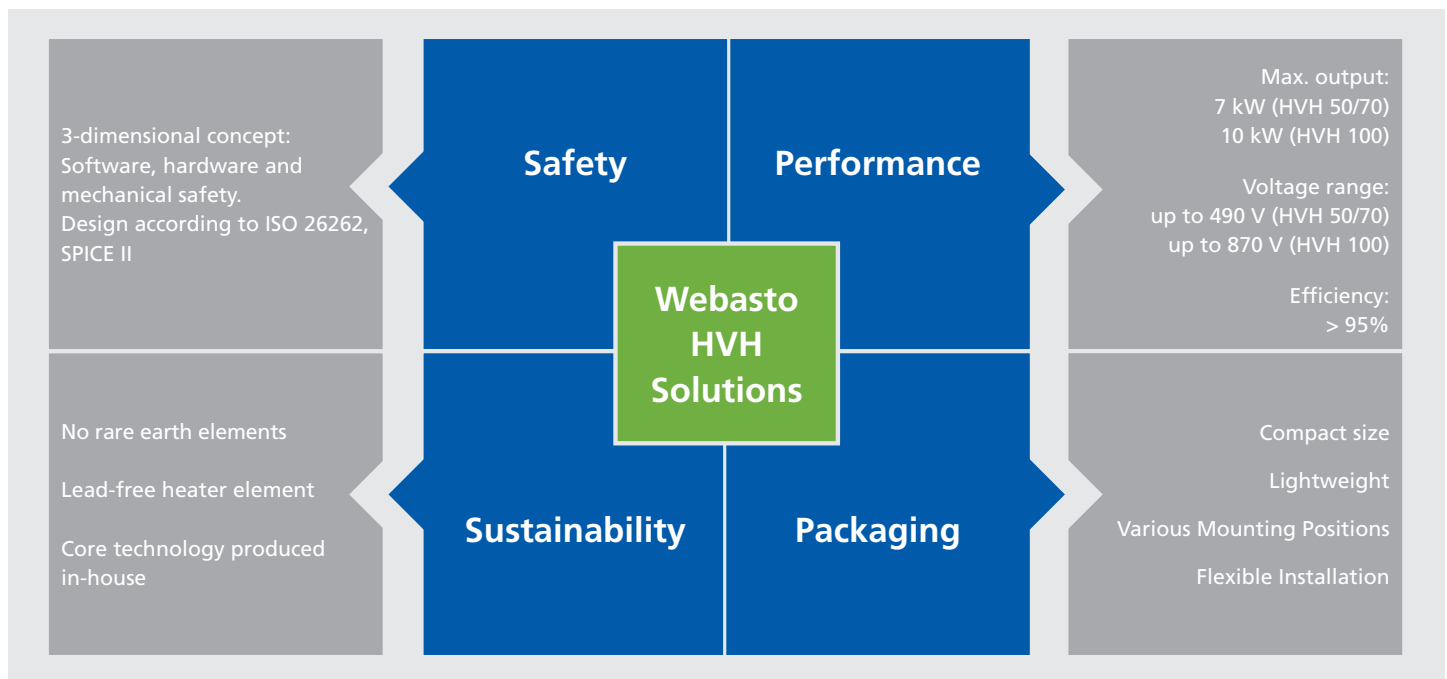 3-dimensional concept:
Software, hardware and
mechanical safety.
Design according to ISO 26262,
SPICE II
Safety
Performance
Max. output:
7 kW (HVH 50/70)
10 kW (HVH 100)
Voltage range:
up to 490 V (HVH 50/70)
up to 870 V (HVH 100)
Efficiency:
> 95%
Webasto
HVH
Solutions
No rare earth elements
Lead-free heater element
Core technology produced
in-house
Sustainability
Packaging
Compact size
Lightweight
Various Mounting Positions
Flexible Installation